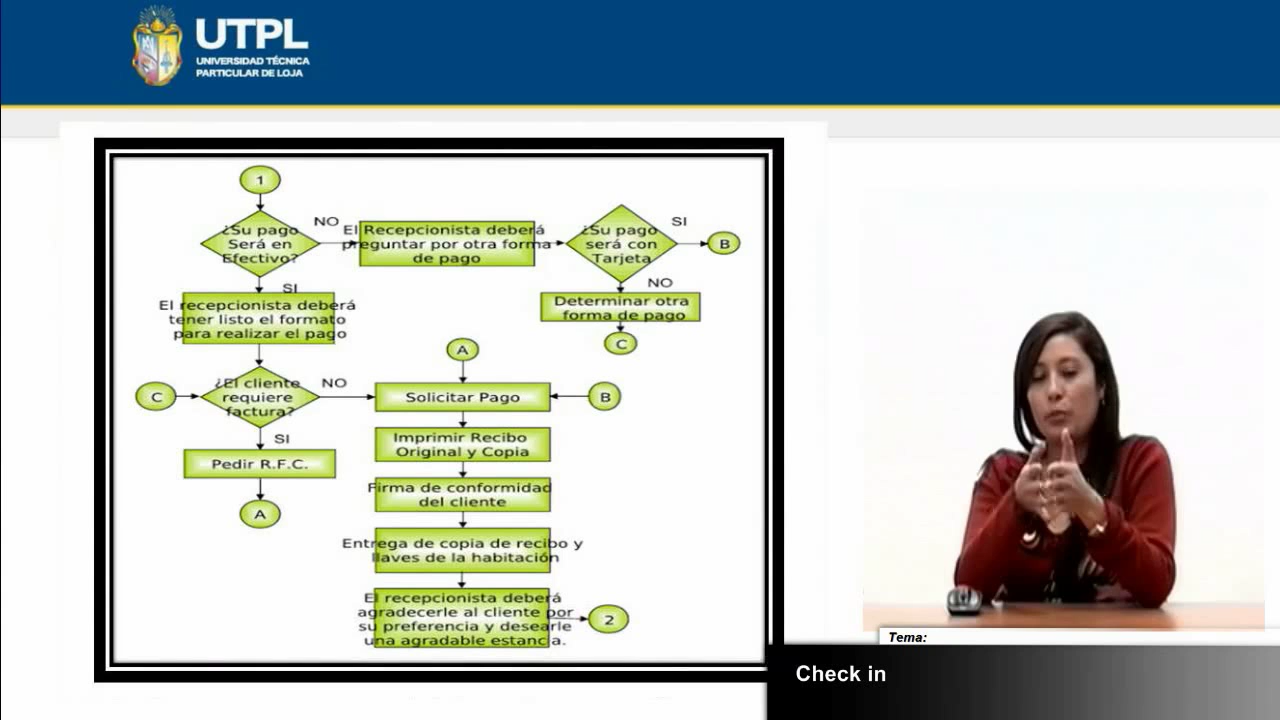 UTPL
UNIVERSIDAD TÉCNICA
PARTICULAR DE LOJA
1
¿Su pago
Será en
Efectivo?
NO
El Recepcionista deberá
preguntar por otra forma
de pago
¿Su pago
será con
Tarjeta
SI
B
SI
NO
El recepcionista deberá
tener listo el formato
para realizar el pago
Determinar otra
forma de pago
C
A
C
¿El cliente
requiere
factura?
NO
Solicitar Pago
B
SI
Imprimir Recibo
Original y Copia
Pedir R.F.C.
Firma de conformidad
del cliente
A
Entrega de copia de recibo y
llaves de la habitación
El recepcionista deberá
agradecerle al cliente por
su preferencia y desearle
una agradable estancia.
2
Tema:
Check in